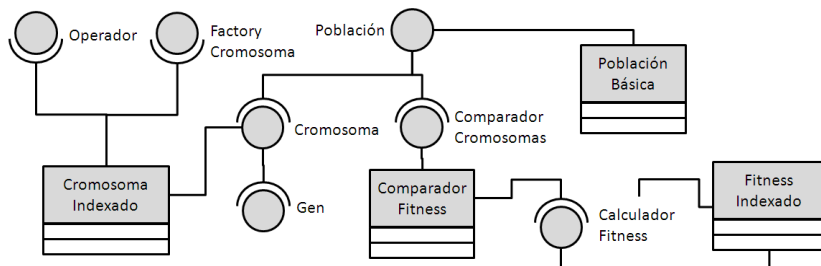 Operador
Factory
Cromosoma
Población
Población
Básica
Cromosoma
Comparador
Cromosomas
Cromosoma
Indexado
Gen
Comparador
Fitness
Calculador
Fitness
Fitness
Indexado